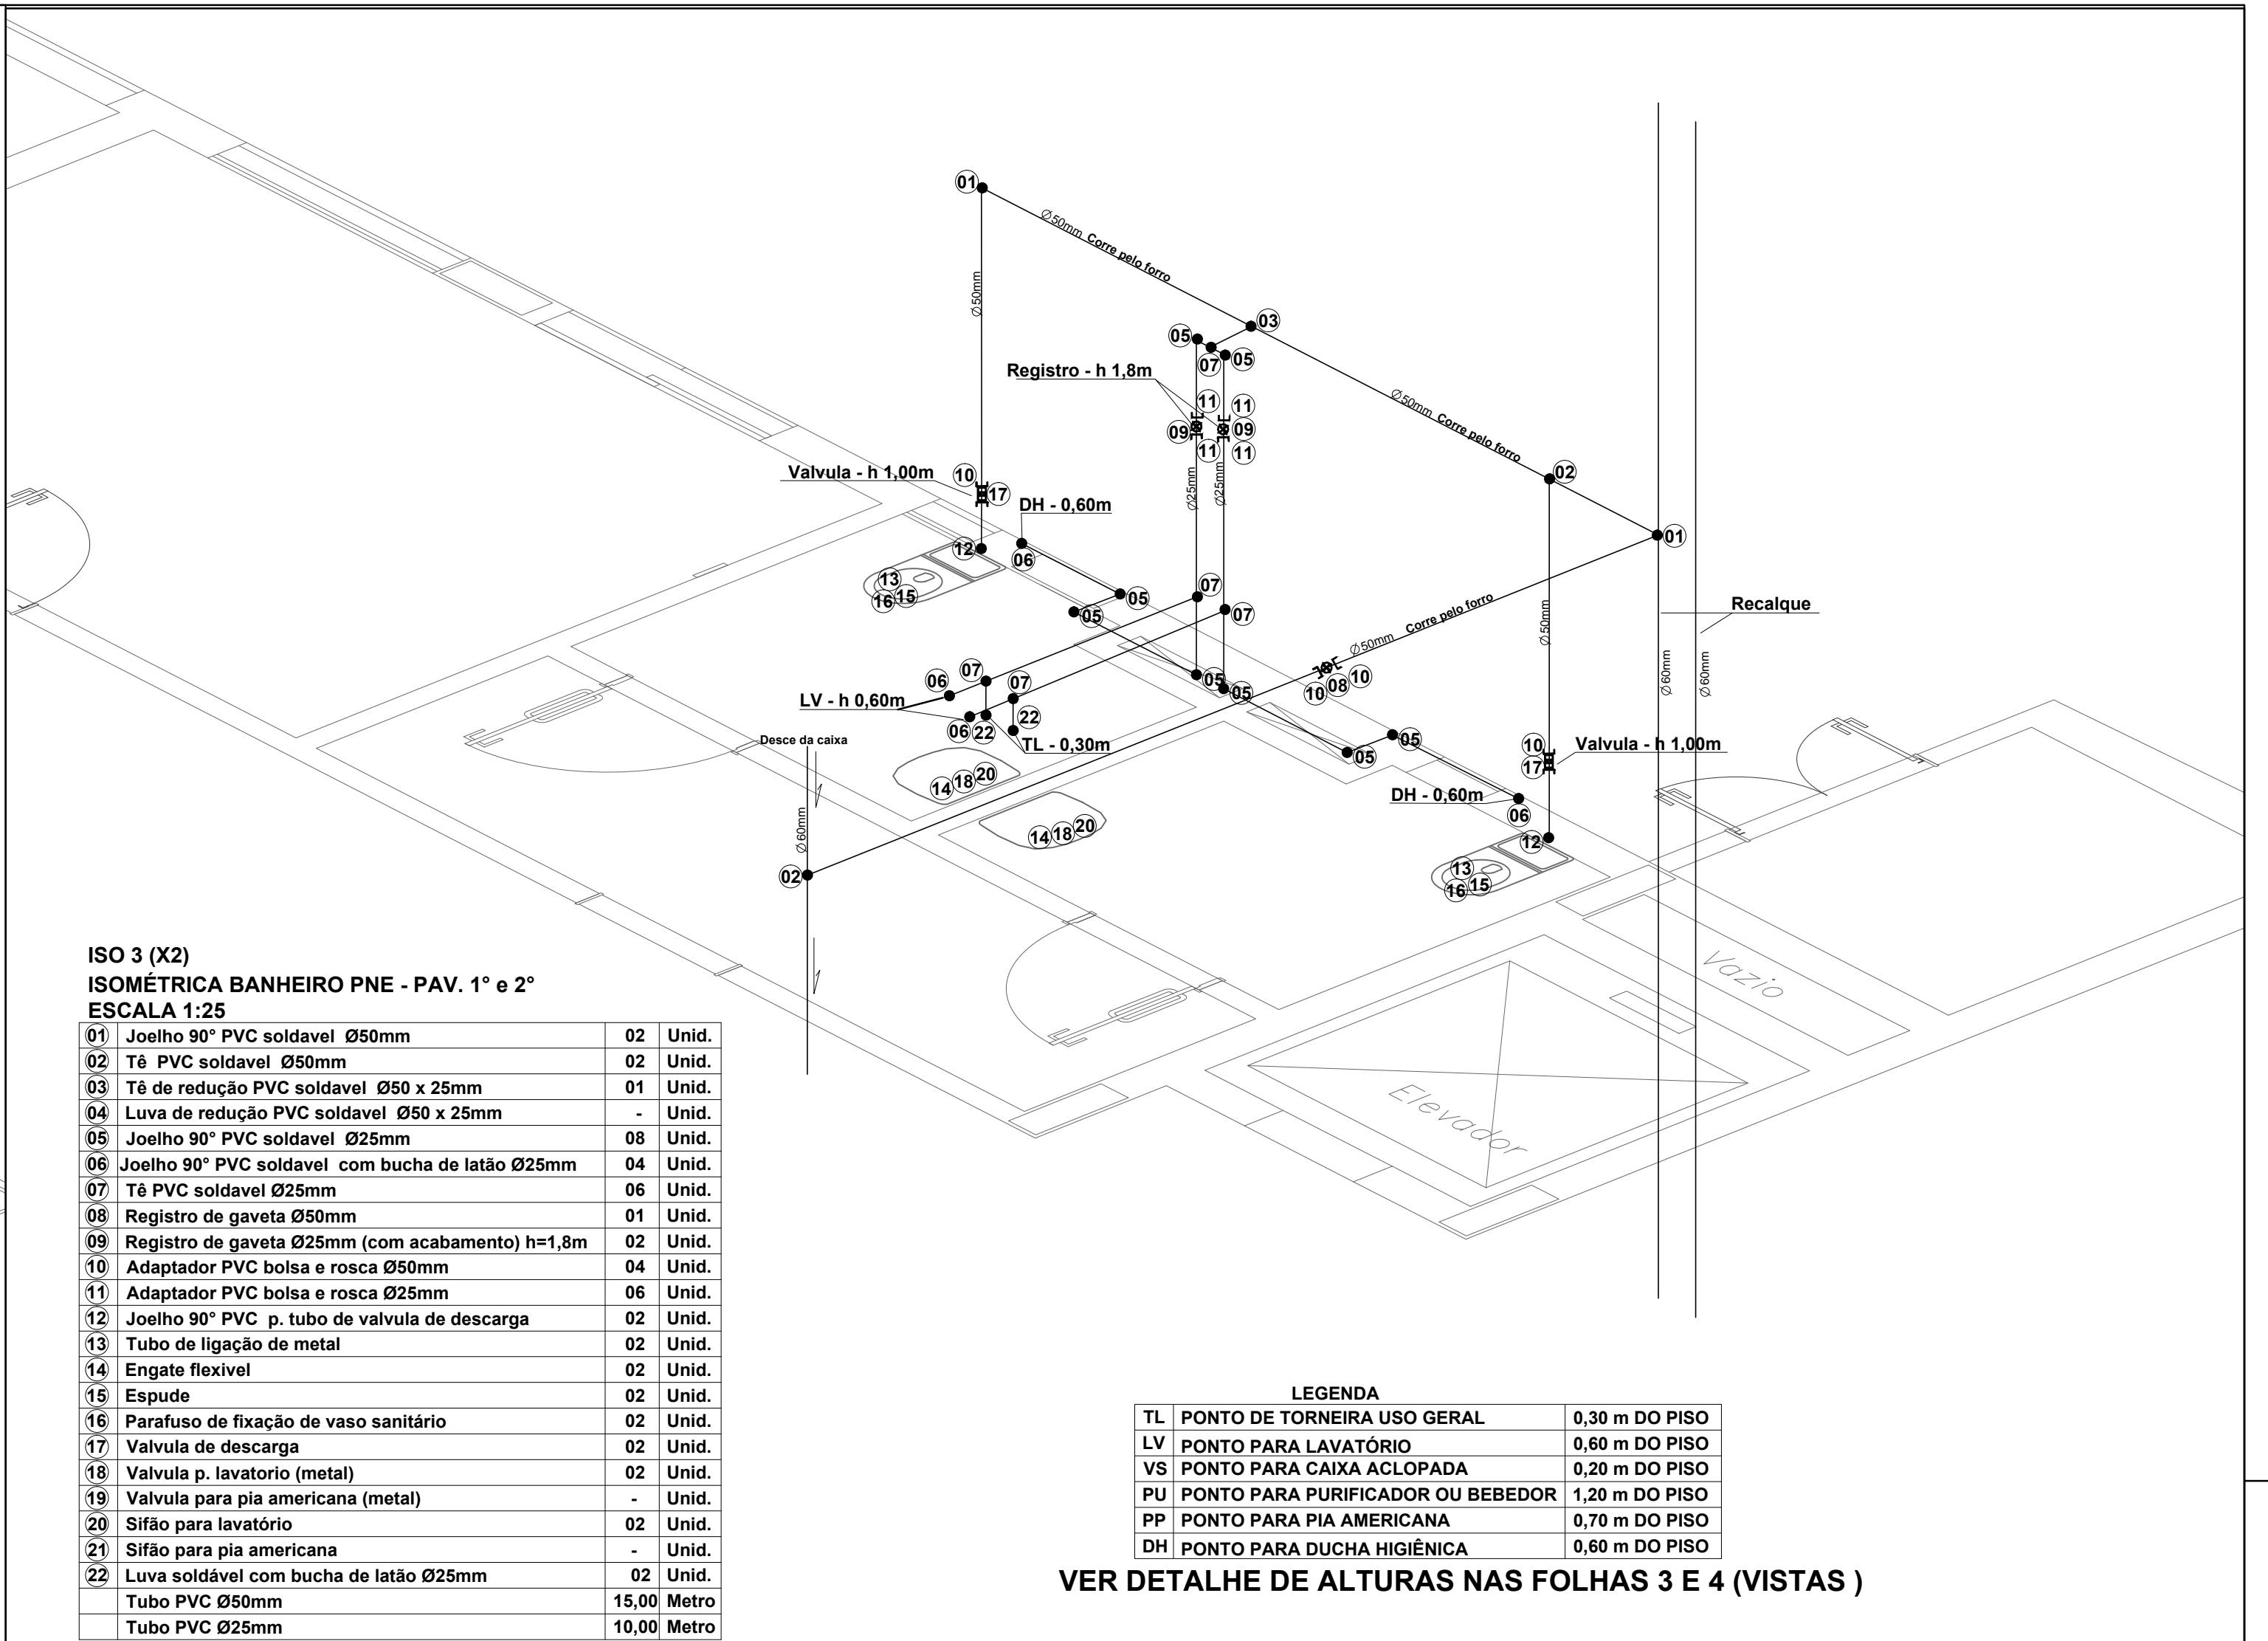 01
Ø50mm Corre pelo forro
Ø50mm
03
05
07
05
Registro - h 1,8m
11
11
09
09
11
11
Ø25mm
Ø25mm
Ø50mm Corre pelo forro
02
01
Valvula - h 1,00m
10
17
DH - 0,60m
12
06
13
16
15
05
05
07
07
Ø50mm Corre pelo forro
Ø50mm
Recalque
Ø60mm
Ø60mm
07
06
07
05
05
10
08
10
LV - h 0,60m
06
22
22
TL - 0,30m
Desce da caixa
Ø60mm
05
05
10
17
Valvula - h 1,00m
DH - 0,60m
06
12
14
18
20
14
18
20
13
16
15
02
Vazio
Elevador
ISO 3 (X2)
ISOMÉTRICA BANHEIRO PNE - PAV. 1° e 2°
ESCALA 1:25
01 Joelho 90° PVC soldavel Ø50mm 02 Unid.
02 Tê PVC soldavel Ø50mm 02 Unid.
03 Tê de redução PVC soldavel Ø50 x 25mm 01 Unid.
04 Luva de redução PVC soldavel Ø50 x 25mm - Unid.
05 Joelho 90° PVC soldavel Ø25mm 08 Unid.
06 Joelho 90° PVC soldavel com bucha de latão Ø25mm 04 Unid.
07 Tê PVC soldavel Ø25mm 06 Unid.
08 Registro de gaveta Ø50mm 01 Unid.
09 Registro de gaveta Ø25mm (com acabamento) h=1,8m 02 Unid.
10 Adaptador PVC bolsa e rosca Ø50mm 04 Unid.
11 Adaptador PVC bolsa e rosca Ø25mm 06 Unid.
12 Joelho 90° PVC p. tubo de valvula de descarga 02 Unid.
13 Tubo de ligação de metal 02 Unid.
14 Engate flexivel 02 Unid.
15 Espude 02 Unid.
16 Parafuso de fixação de vaso sanitário 02 Unid.
17 Valvula de descarga 02 Unid.
18 Valvula p. lavatorio (metal) 02 Unid.
19 Valvula para pia americana (metal) - Unid.
20 Sifão para lavatório 02 Unid.
21 Sifão para pia americana - Unid.
22 Luva soldável com bucha de latão Ø25mm 02 Unid.
Tubo PVC Ø50mm 15,00 Metro
Tubo PVC Ø25mm 10,00 Metro
LEGENDA
TL PONTO DE TORNEIRA USO GERAL 0,30 m DO PISO
LV PONTO PARA LAVATÓRIO 0,60 m DO PISO
VS PONTO PARA CAIXA ACLOPADA 0,20 m DO PISO
PU PONTO PARA PURIFICADOR OU BEBEDOR 1,20 m DO PISO
PP PONTO PARA PIA AMERICANA 0,70 m DO PISO
DH PONTO PARA DUCHA HIGIÊNICA 0,60 m DO PISO
VER DETALHE DE ALTURAS NAS FOLHAS 3 E 4 (VISTAS )